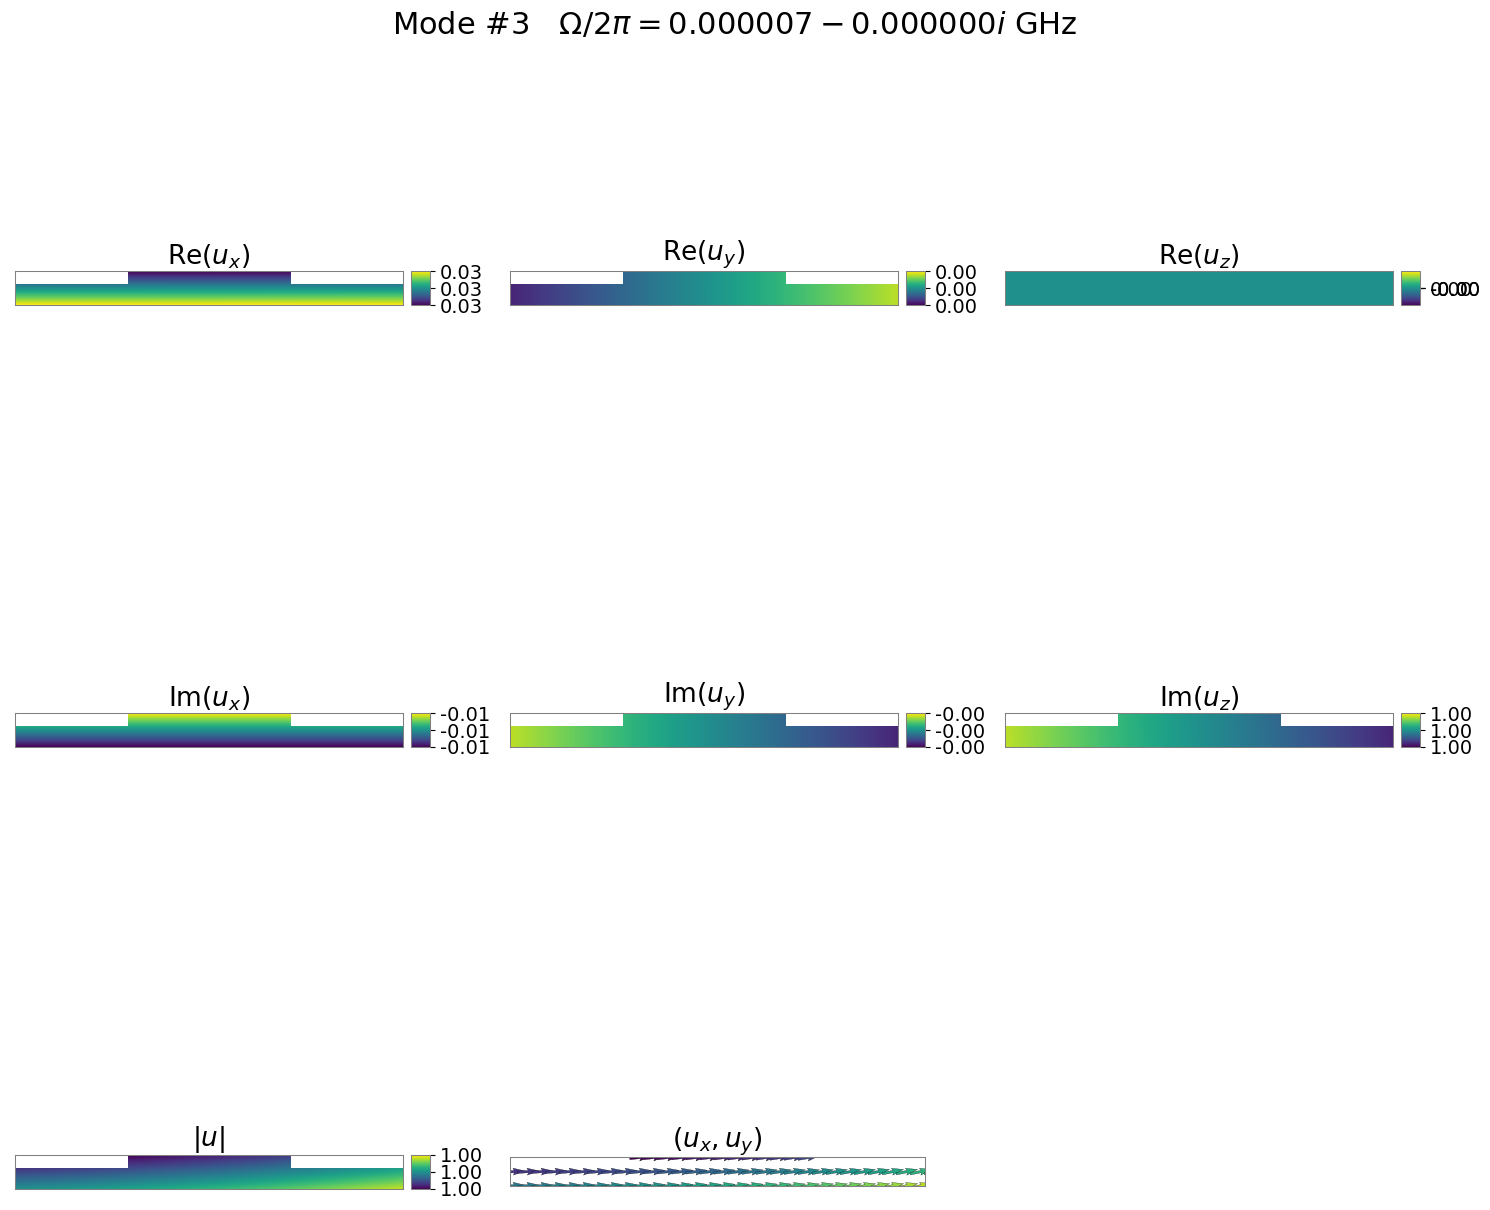 Mode #3   Ω/2π = 0.000007 − 0.000000i GHz
Re(u_x)
0.03
0.03
0.03
Re(u_y)
0.00
0.00
0.00
Re(u_z)
Im(u_x)
-0.01
-0.01
-0.01
Im(u_y)
-0.00
-0.00
-0.00
Im(u_z)
1.00
1.00
1.00
|u|
1.00
1.00
1.00
(u_x, u_y)